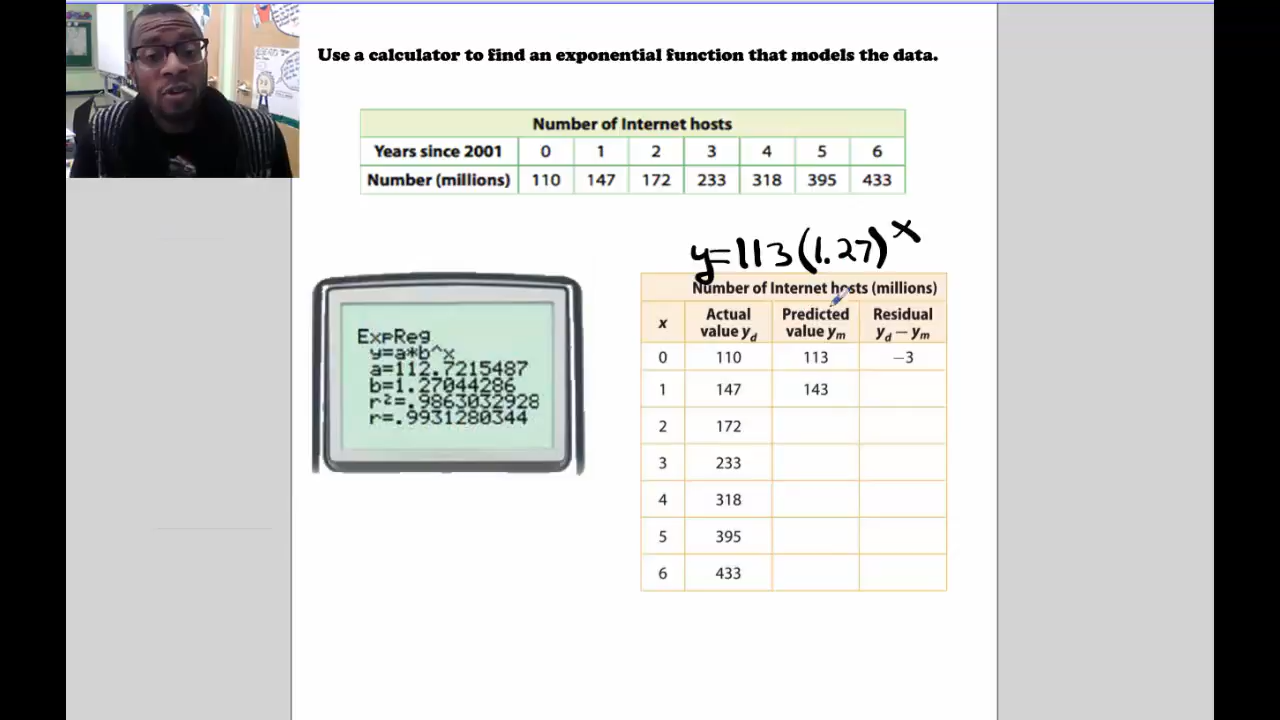 Use a calculator to find an exponential function that models the data.
Number of Internet hosts
Years since 2001 0 1 2 3 4 5 6
Number (millions) 110 147 172 233 318 395 433
y=113(1.27)^x
Number of Internet hosts (millions)
x Actual value y_d Predicted value y_m Residual y_d − y_m
0 110 113 −3
1 147 143
2 172
3 233
4 318
5 395
6 433
ExpReg
y=a*b^x
a=112.7215487
b=1.27044286
r²=.9863032928
r=.9931280344